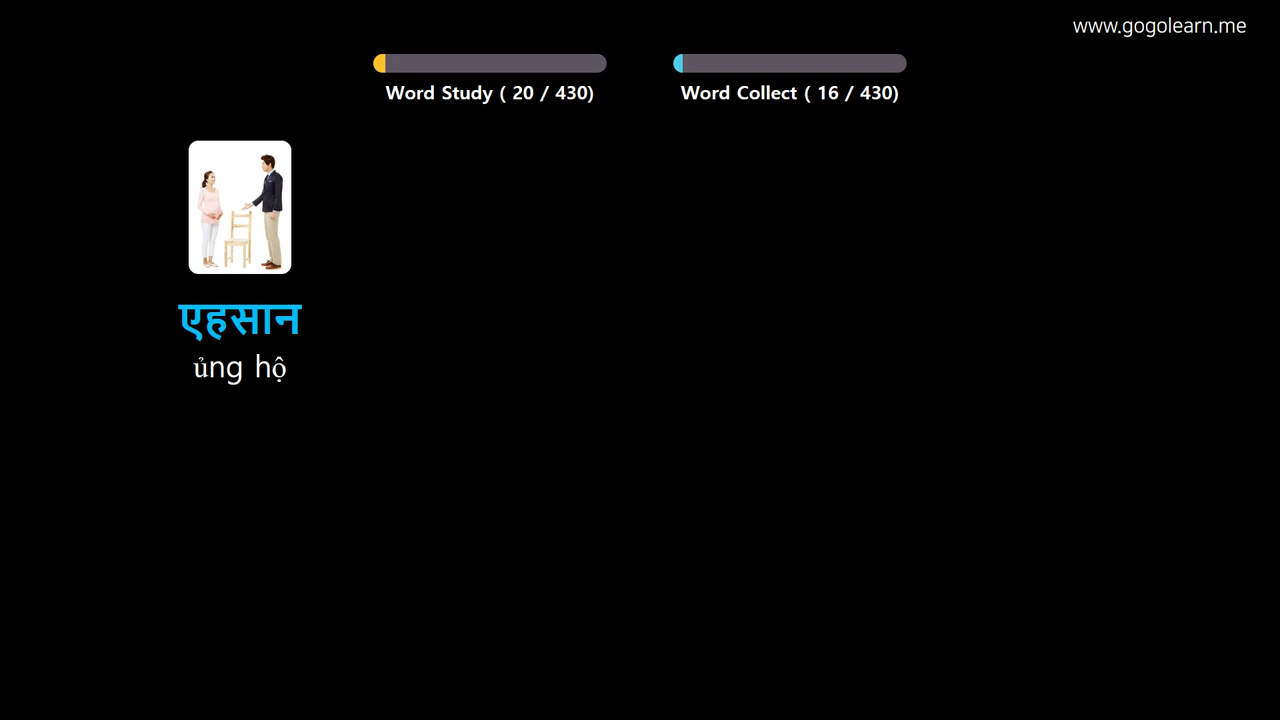 www.gogolearn.me
Word Study ( 20 / 430)
Word Collect ( 16 / 430)
एहसान
ủng hộ